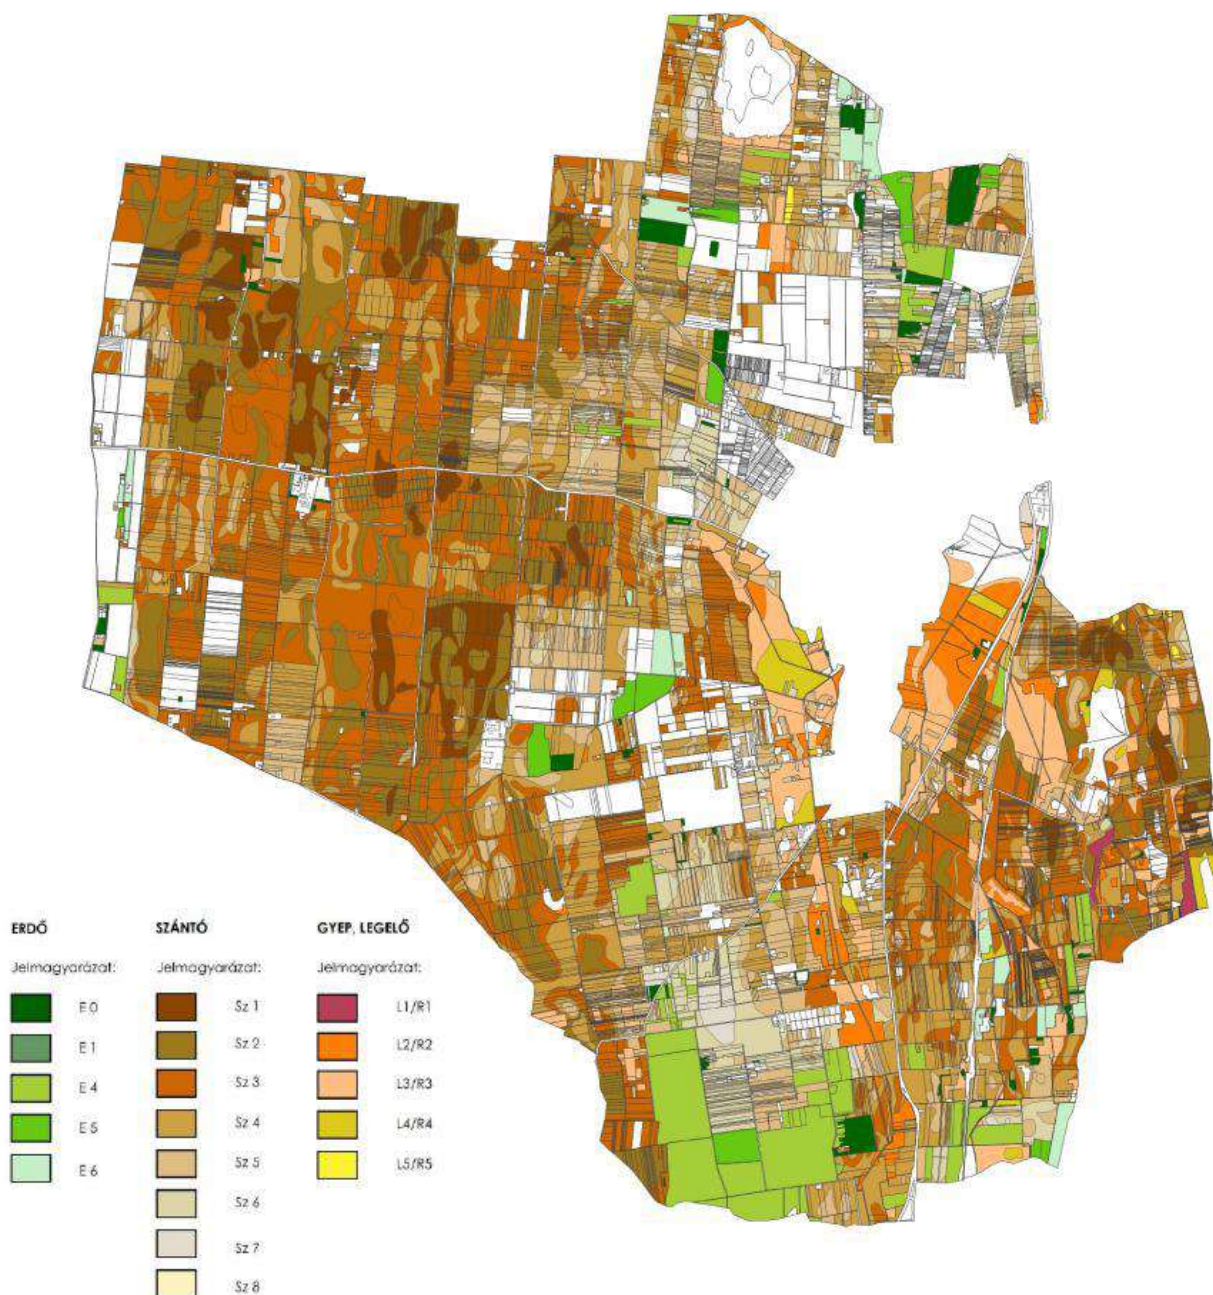 ERDŐ
Jelmagyarázat:
E 0
E 1
E 4
E 5
E 6
SZÁNTÓ
Jelmagyarázat:
Sz 1
Sz 2
Sz 3
Sz 4
Sz 5
Sz 6
Sz 7
Sz 8
GYEP, LEGELŐ
Jelmagyarázat:
L1/R1
L2/R2
L3/R3
L4/R4
L5/R5